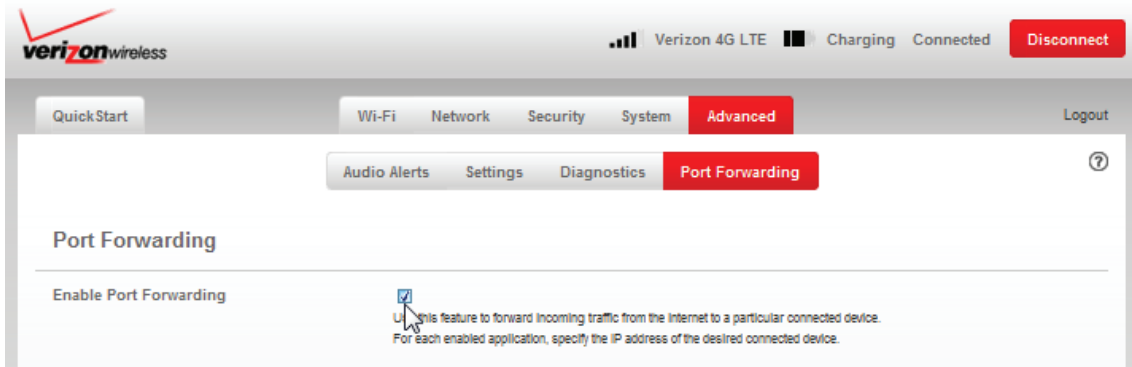 verizonwireless
Verizon 4G LTE Charging Connected Disconnect
QuickStart Wi-Fi Network Security System Advanced Logout
Audio Alerts Settings Diagnostics Port Forwarding ?
Port Forwarding
Enable Port Forwarding
this feature to forward incoming traffic from the Internet to a particular connected device.
For each enabled application, specify the IP address of the desired connected device.